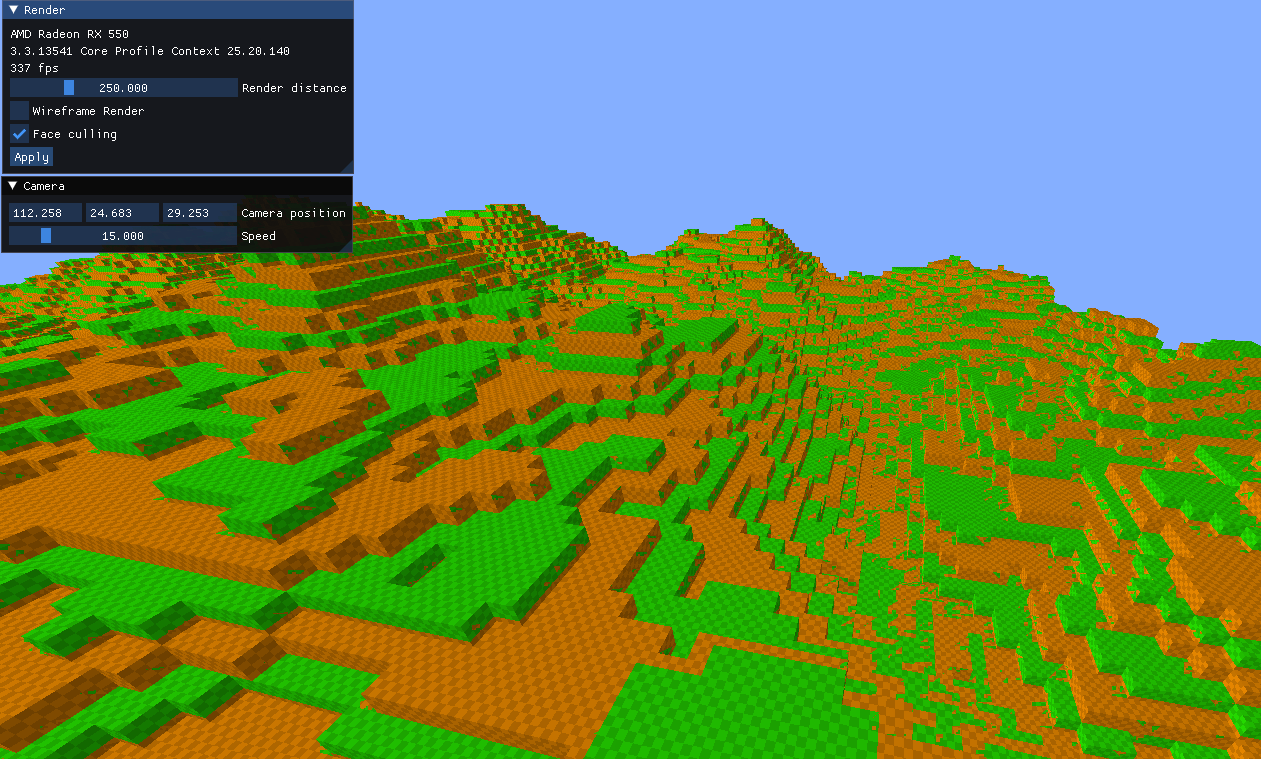 Render
AMD Radeon RX 550
3.3.13541 Core Profile Context 25.20.140
337 fps
250.000 Render distance
Wireframe Render
Face culling
Apply
Camera
112.258 24.683 29.253 Camera position
15.000 Speed